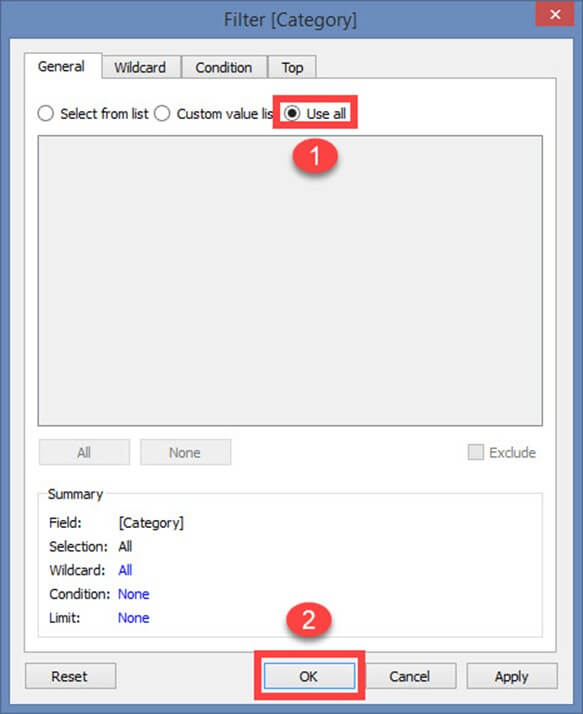 Filter [Category]
General Wildcard Condition Top
Select from list Custom value lis Use all
1
All None Exclude
Summary
Field: [Category]
Selection: All
Wildcard: All
Condition: None
Limit: None
2
Reset OK Cancel Apply